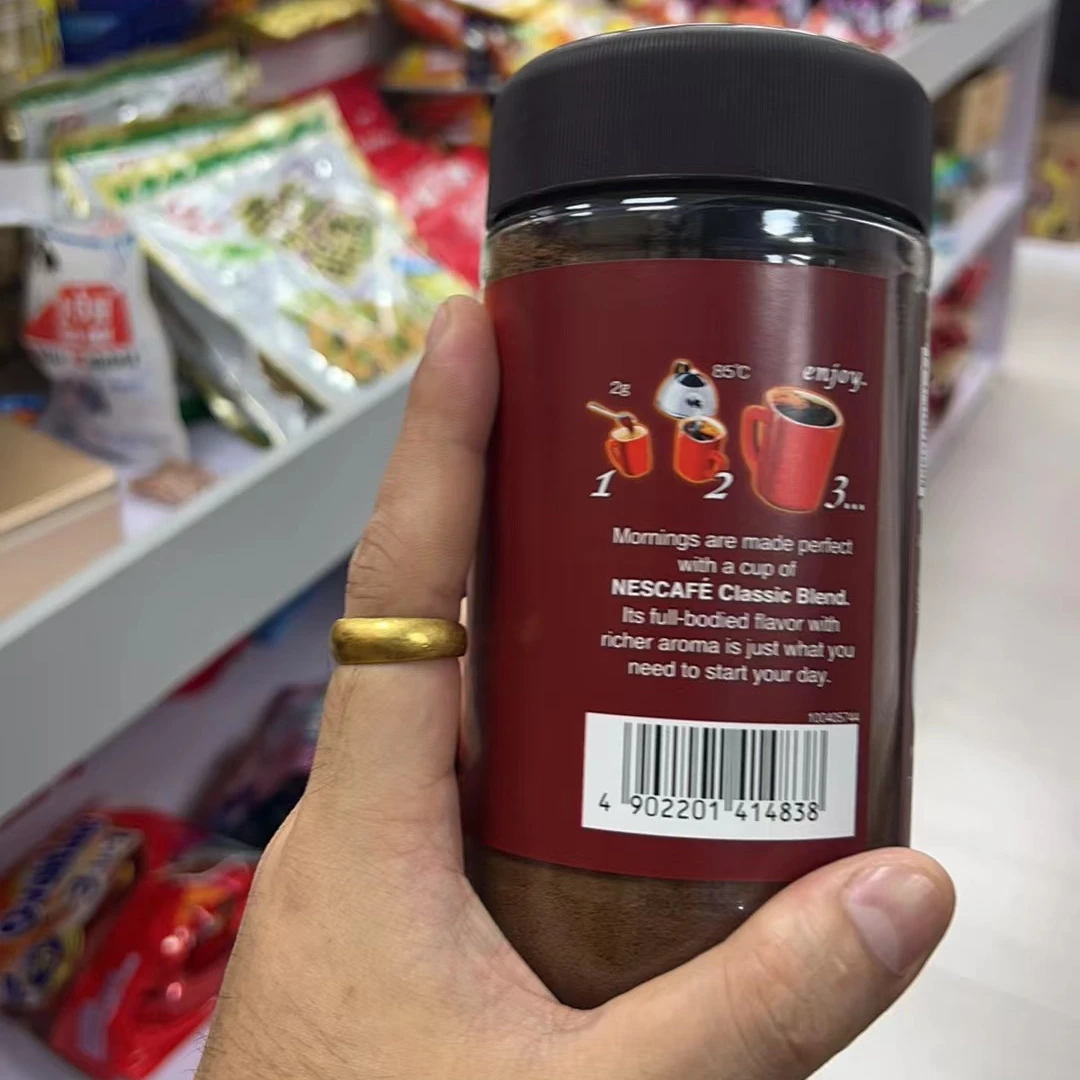 2g
85°C
enjoy.
1
2
3...
Mornings are made perfect
with a cup of
NESCAFÉ Classic Blend.
Its full-bodied flavor with
richer aroma is just what you
need to start your day.
4 902201 414838